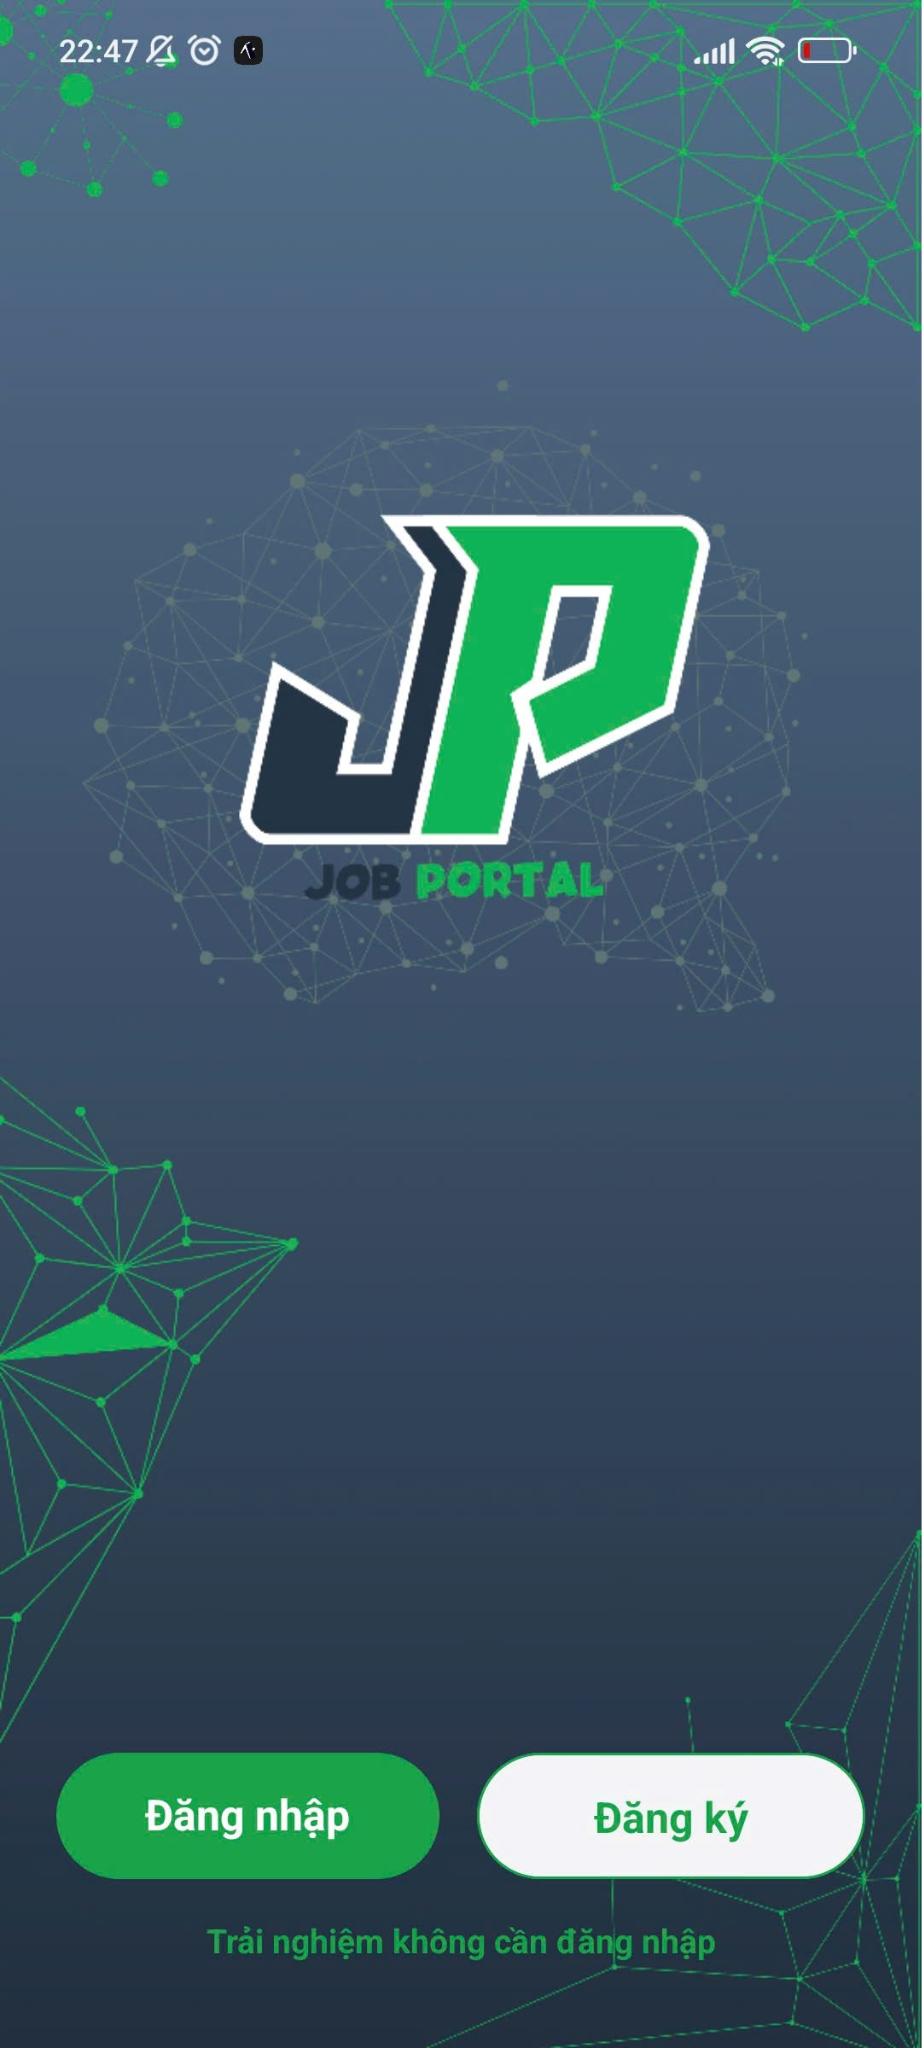 22:47
JP
JOB PORTAL
Đăng nhập
Đăng ký
Trải nghiệm không cần đăng nhập